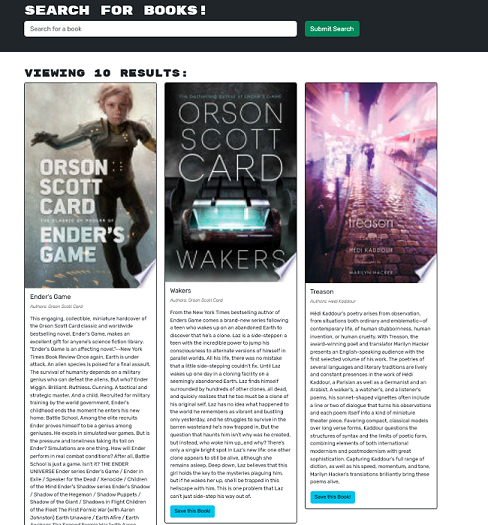 SEARCH FOR BOOKS!
Search for a book
Submit Search
VIEWING 10 RESULTS:
ORSON
SCOTT
CARD
ENDER'S
GAME
Ender's Game
Authors: Orson Scott Card
This engaging, collectible, miniature hardcover of
the Orson Scott Card classic and worldwide
bestselling novel, Ender's Game, makes an
excellent gift for anyone's science fiction library.
"Ender's Game is an affecting novel."--New York
Times Book Review Once again, Earth is under
attack. An alien species is poised for a final assault.
The survival of humanity depends on a military
genius who can defeat the aliens. But who? Ender
Wiggin. Brilliant. Ruthless. Cunning. A tactical and
strategic master. And a child. Recruited for military
training by the world government, Ender's
childhood ends the moment he enters his new
home: Battle School. Among the elite recruits
Ender proves himself to be a genius among
geniuses. He excels in simulated war games. But is
the pressure and loneliness taking its toll on
Ender? Simulations are one thing. How will Ender
perform in real combat conditions? After all, Battle
School is just a game. Isn't it? THE ENDER
UNIVERSE Ender series Ender's Game / Ender in
Exile / Speaker for the Dead / Xenocide / Children
of the Mind Ender's Shadow series Ender's Shadow
/ Shadow of the Hegemon / Shadow Puppets /
Shadow of the Giant / Shadows in Flight Children
of the Fleet The First Formic War (with Aaron
Johnston) Earth Unaware / Earth Afire / Earth
ORSON
SCOTT
CARD
WAKERS
Wakers
Authors: Orson Scott Card
From the New York Times bestselling author of
Enders Game comes a brand-new series following
a teen who wakes up on an abandoned Earth to
discover that he's a clone. Laz is a side-stepper: a
teen with the incredible power to jump his
consciousness to alternate versions of himself in
parallel worlds. All his life, there was no mistake
that a little side-stepping couldn't fix. Until Laz
wakes up one day in a cloning facility on a
seemingly abandoned Earth. Laz finds himself
surrounded by hundreds of other clones, all dead,
and quickly realizes that he too must be a clone of
his original self. Laz has no idea what happened to
the world he remembers as vibrant and bustling
only yesterday, and he struggles to survive in the
barren wasteland he's now trapped in. But the
question that haunts him isn't why was he created,
but instead, who woke him up...and why? There's
only a single bright spot in Laz's new life: one other
clone appears to still be alive, although she
remains asleep. Deep down, Laz believes that this
girl holds the key to the mysteries plaguing him,
but if he wakes her up, she'll be trapped in this
hellscape with him. This is one problem that Laz
can't just side-step his way out of.
Save this Book!
treason
HEDI KADDOUR
MARILYN HACKER
Treason
Authors: Hédi Kaddour
Hédi Kaddour's poetry arises from observation,
from situations both ordinary and emblematic—of
contemporary life, of human stubbornness, human
invention, or human cruelty. With Treason, the
award-winning poet and translator Marilyn Hacker
presents an English-speaking audience with the
first selected volume of his work. The poetries of
several languages and literary traditions are lively
and constant presences in the work of Hédi
Kaddour, a Parisian as well as a Germanist and an
Arabist. A walker's, a watcher's, and a listener's
poems, his sonnet-shaped vignettes often include
a line or two of dialogue that turns his observations
and each poem itself into a kind of miniature
theater piece. Favoring compact, classical models
over long verse forms, Kaddour questions the
structures of syntax and the limits of poetic form,
combining elements of both international
modernism and postmodernism with great
sophistication. Capturing Kaddour's full range of
diction, as well as his speed, momentum, and tone,
Marilyn Hacker's translations brilliantly bring these
poems alive.
Save this Book!